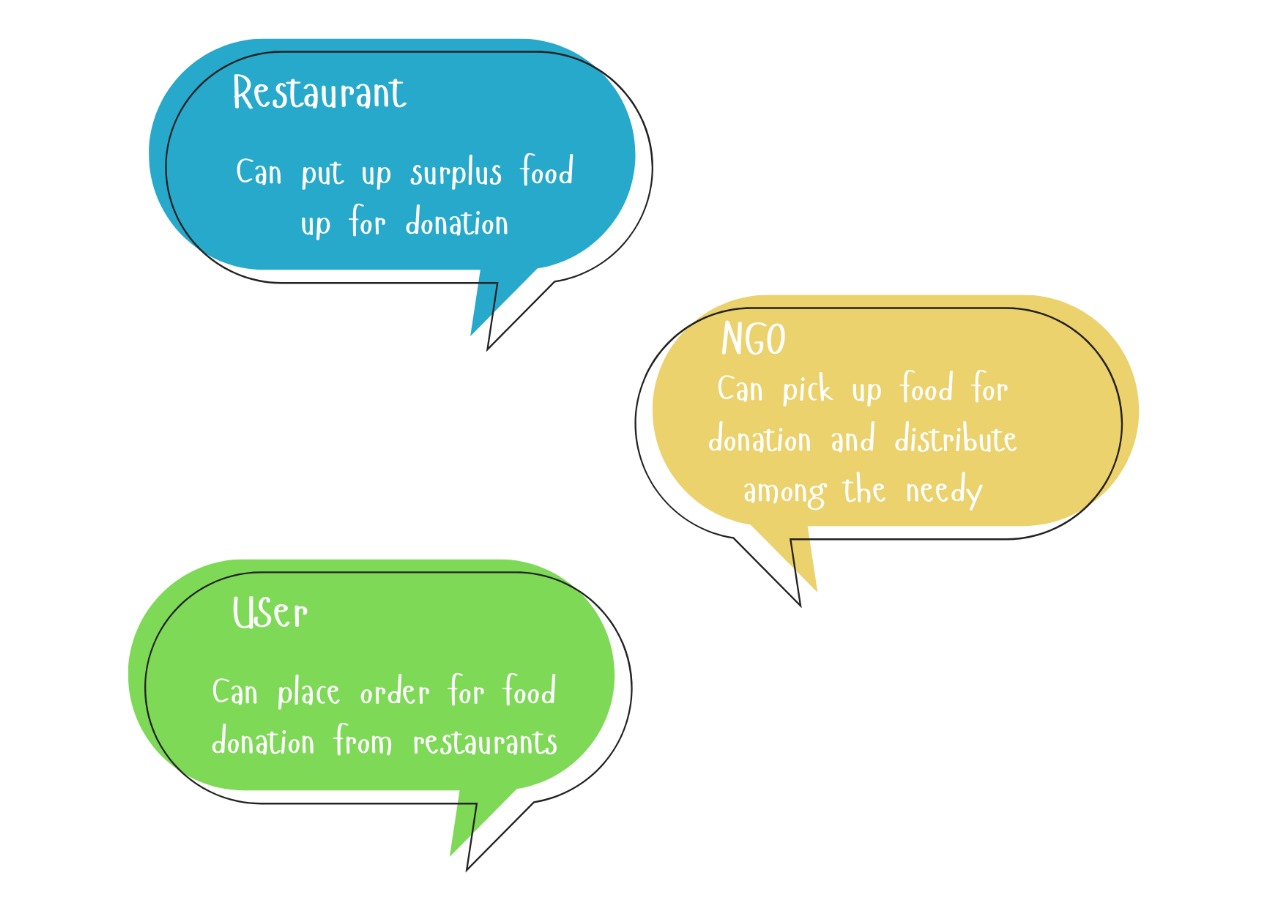 Restaurant
Can put up surplus food
up for donation
NGO
Can pick up food for
donation and distribute
among the needy
User
Can place order for food
donation from restaurants